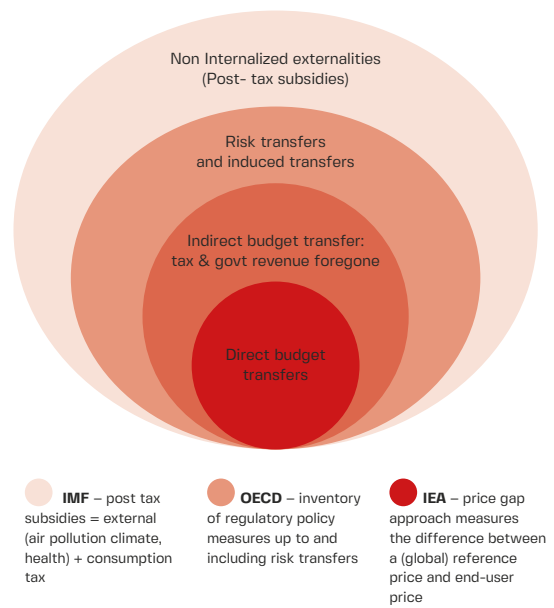 Non Internalized externalities
(Post- tax subsidies)
Risk transfers
and induced transfers
Indirect budget transfer:
tax & govt revenue foregone
Direct budget
transfers
IMF – post tax
subsidies = external
(air pollution climate,
health) + consumption
tax
OECD – inventory
of regulatory policy
measures up to and
including risk transfers
IEA – price gap
approach measures
the difference between
a (global) reference
price and end-user
price